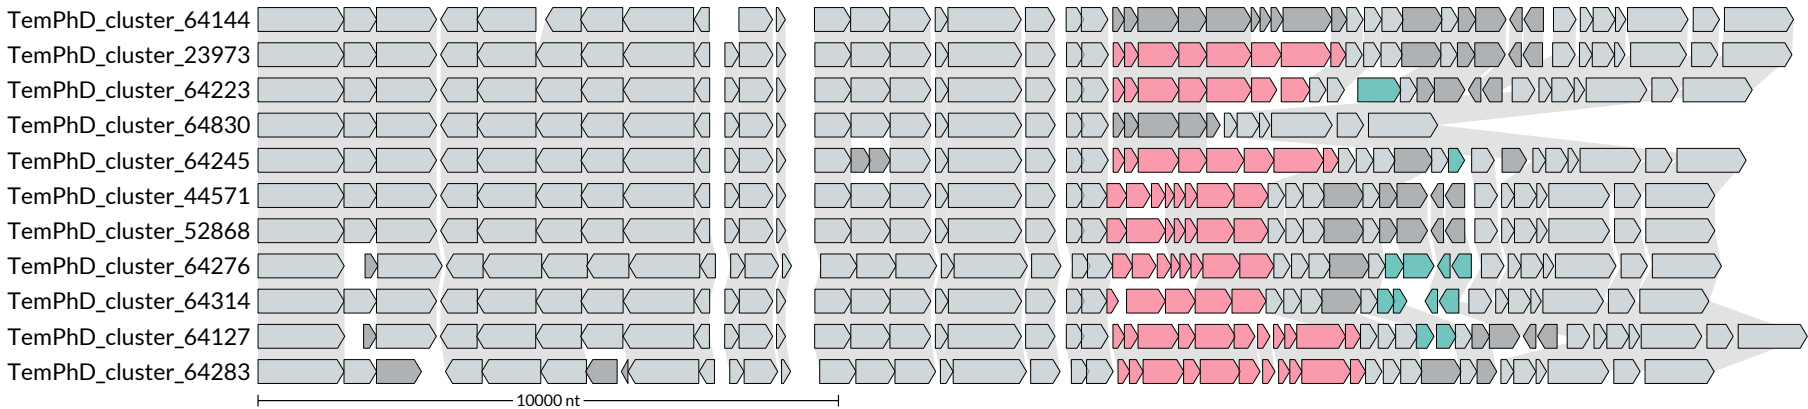 TemPhD_cluster_64144
TemPhD_cluster_23973
TemPhD_cluster_64223
TemPhD_cluster_64830
TemPhD_cluster_64245
TemPhD_cluster_44571
TemPhD_cluster_52868
TemPhD_cluster_64276
TemPhD_cluster_64314
TemPhD_cluster_64127
TemPhD_cluster_64283
10000 nt